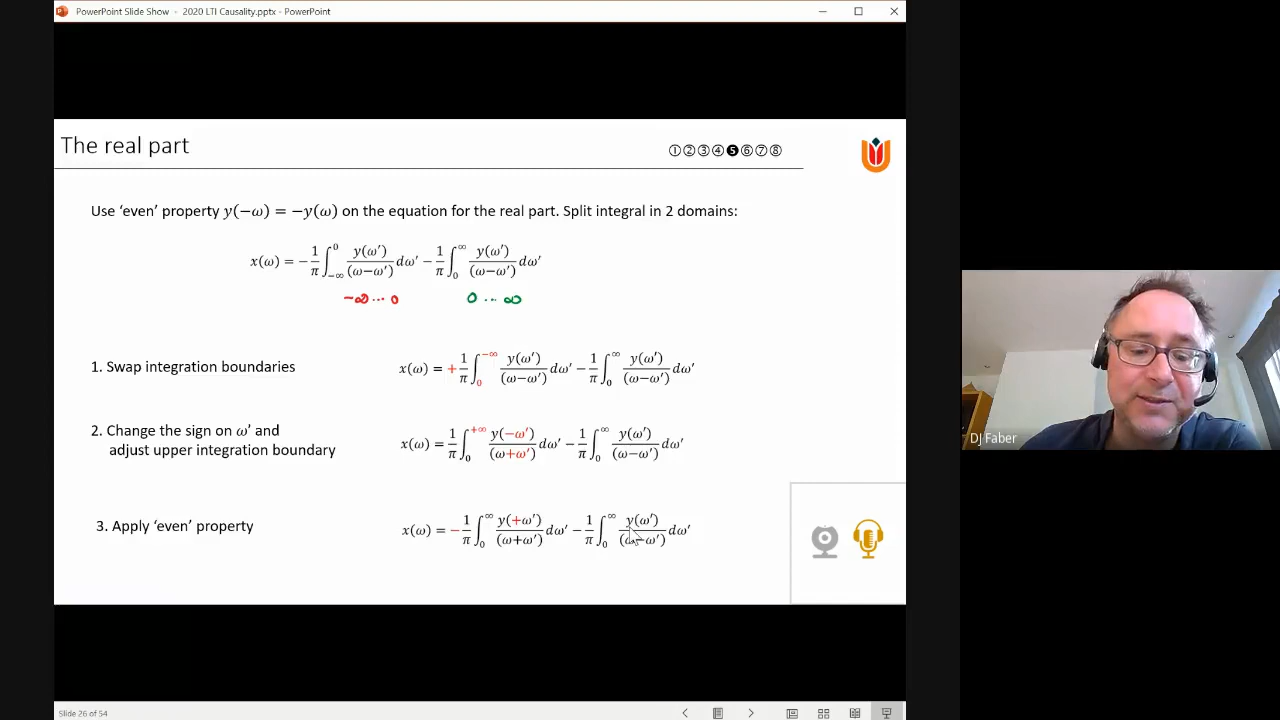 PowerPoint Slide Show - 2020 LTI Causality.pptx - PowerPoint
The real part
①②③④❺⑥⑦⑧
Use ‘even’ property y(−ω) = −y(ω) on the equation for the real part. Split integral in 2 domains:
x(ω) = −1/π ∫_{−∞}^{0} y(ω′)/(ω−ω′) dω′ − 1/π ∫_{0}^{∞} y(ω′)/(ω−ω′) dω′
−∞ ... 0 0 ... ∞
1. Swap integration boundaries
x(ω) = +1/π ∫_{0}^{−∞} y(ω′)/(ω−ω′) dω′ − 1/π ∫_{0}^{∞} y(ω′)/(ω−ω′) dω′
2. Change the sign on ω′ and
adjust upper integration boundary
x(ω) = 1/π ∫_{0}^{+∞} y(−ω′)/(ω+ω′) dω′ − 1/π ∫_{0}^{∞} y(ω′)/(ω−ω′) dω′
3. Apply ‘even’ property
x(ω) = −1/π ∫_{0}^{∞} y(+ω′)/(ω+ω′) dω′ − 1/π ∫_{0}^{∞} y(ω′)/(ω−ω′) dω′
DJ Faber
Slide 26 of 54